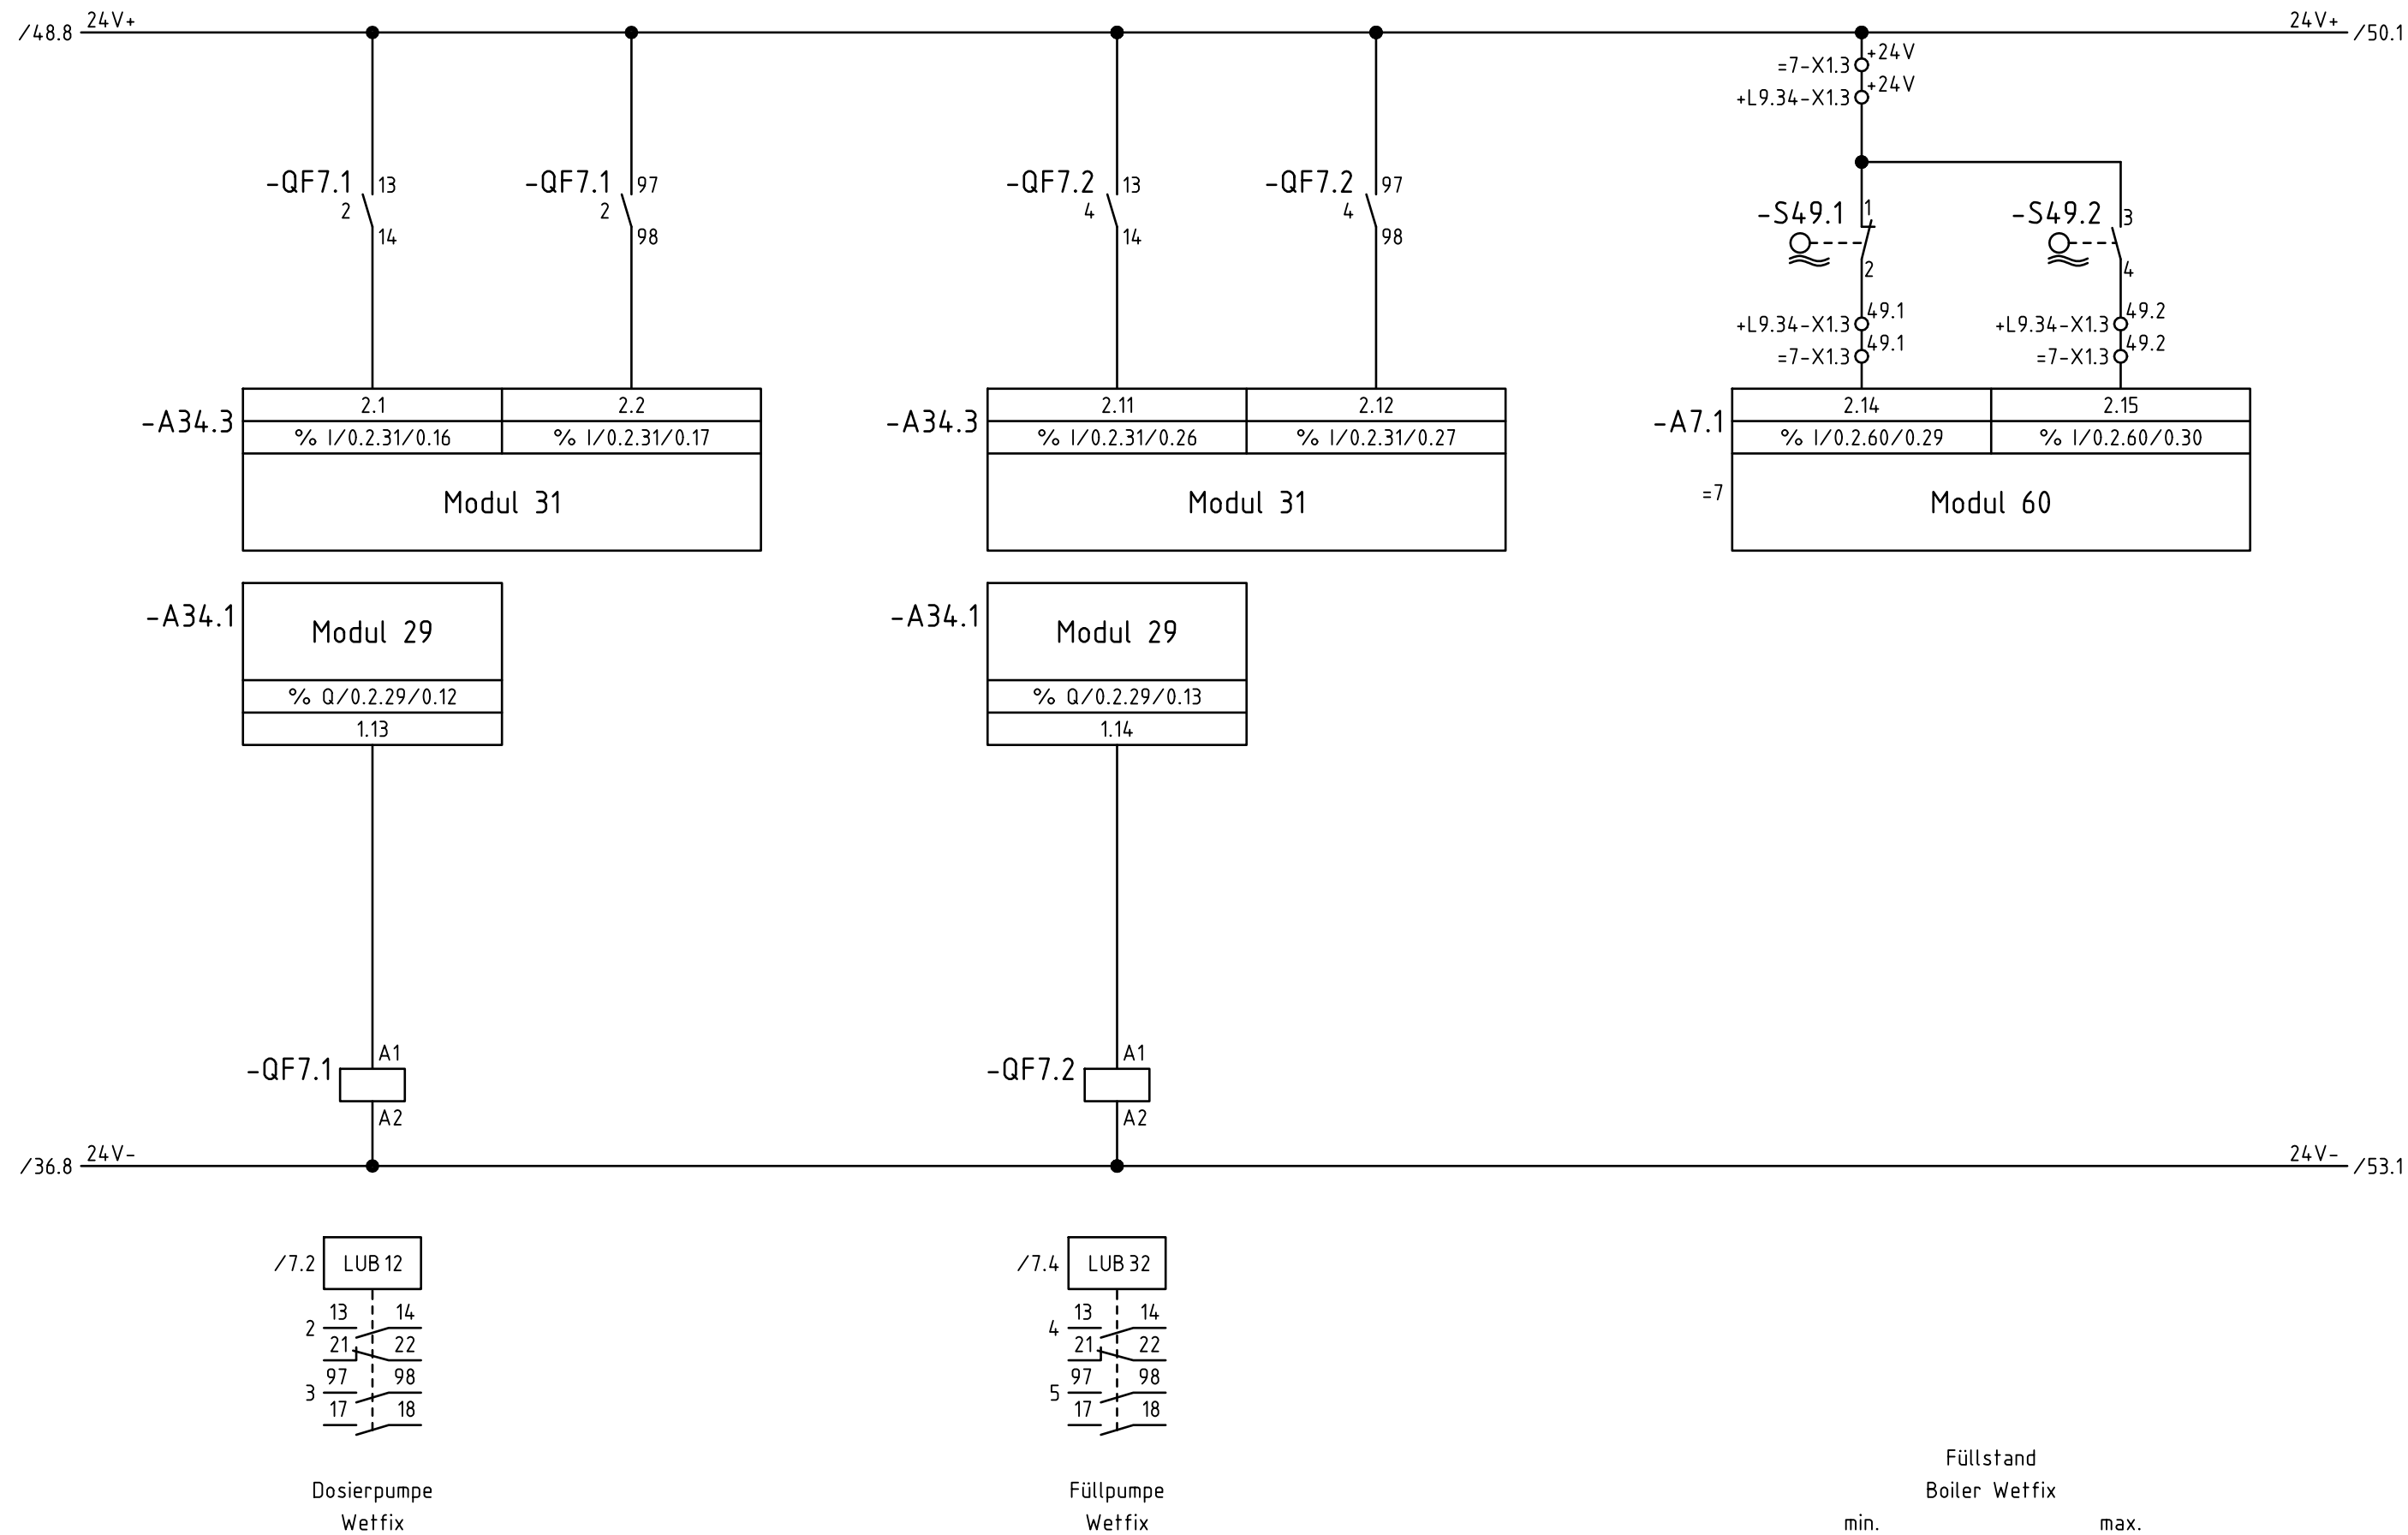 24V+ 24V+
/48.8 /50.1
+24V
=7-X1.3
+24V
+L9.34-X1.3
-QF7.1 13 -QF7.1 97 -QF7.2 13 -QF7.2 97
2 2 4 4
14 98 14 98
-S49.1 1 -S49.2 3
2 4
49.1 49.2
+L9.34-X1.3 +L9.34-X1.3
49.1 49.2
=7-X1.3 =7-X1.3
2.1 2.2 2.11 2.12 2.14 2.15
-A34.3 -A34.3 -A7.1
% I/0.2.31/0.16 % I/0.2.31/0.17 % I/0.2.31/0.26 % I/0.2.31/0.27 % I/0.2.60/0.29 % I/0.2.60/0.30
Modul 31 Modul 31 =7 Modul 60
-A34.1 -A34.1
Modul 29 Modul 29
% Q/0.2.29/0.12 % Q/0.2.29/0.13
1.13 1.14
A1 A1
-QF7.1 -QF7.2
A2 A2
24V- 24V-
/36.8 /53.1
/7.2 LUB 12 /7.4 LUB 32
13 14 13 14
2 4
21 22 21 22
97 98 97 98
3 5
17 18 17 18
Füllstand
Dosierpumpe Füllpumpe Boiler Wetfix
Wetfix Wetfix min. max.